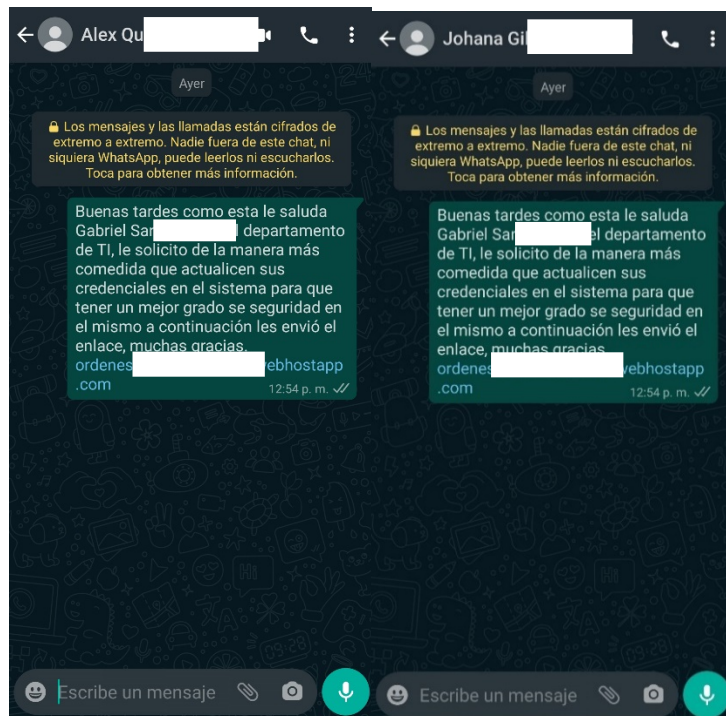 Alex Qu
Ayer
Los mensajes y las llamadas están cifrados de
extremo a extremo. Nadie fuera de este chat, ni
siquiera WhatsApp, puede leerlos ni escucharlos.
Toca para obtener más información.
Buenas tardes como esta le saluda
Gabriel Sar departamento
de TI, le solicito de la manera más
comedida que actualicen sus
credenciales en el sistema para que
tener un mejor grado se seguridad en
el mismo a continuación les envió el
enlace, muchas gracias.
ordenes ebhostapp
.com
12:54 p. m.
Escribe un mensaje
Johana Gil
Ayer
Los mensajes y las llamadas están cifrados de
extremo a extremo. Nadie fuera de este chat, ni
siquiera WhatsApp, puede leerlos ni escucharlos.
Toca para obtener más información.
Buenas tardes como esta le saluda
Gabriel Sar el departamento
de TI, le solicito de la manera más
comedida que actualicen sus
credenciales en el sistema para que
tener un mejor grado se seguridad en
el mismo a continuación les envió el
enlace, muchas gracias
ordenes vebhostapp
.com
12:54 p. m.
Escribe un mensaje